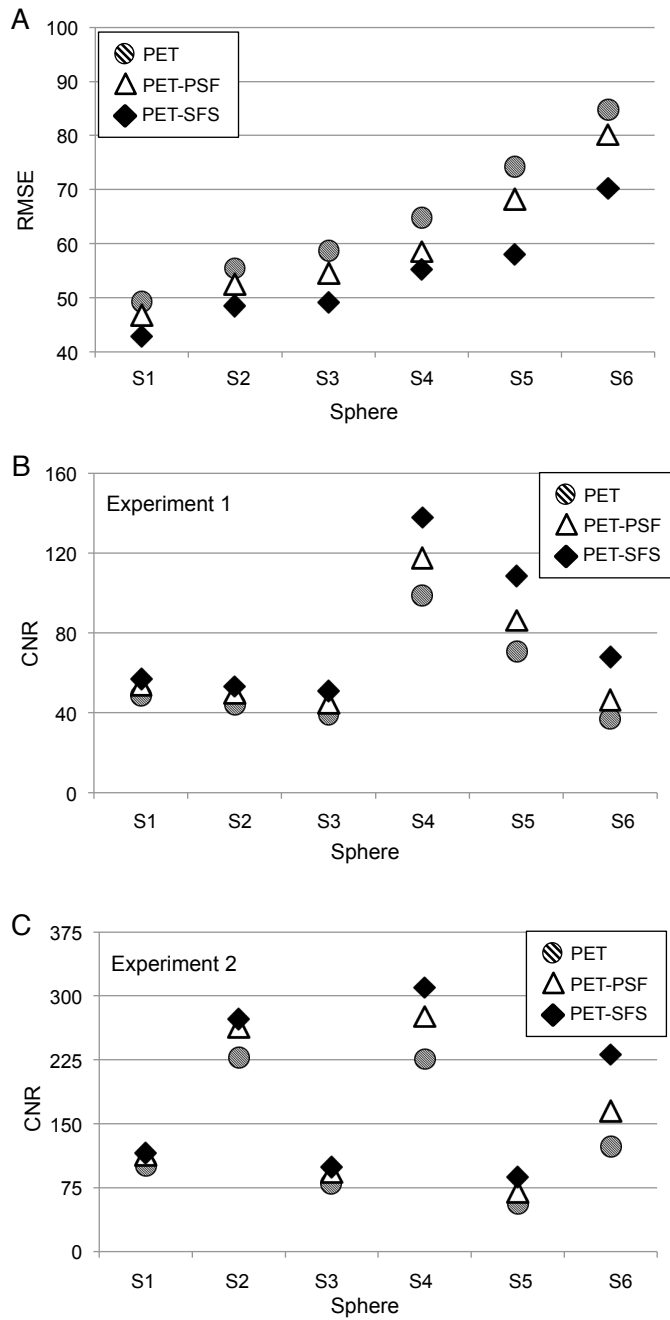 A
100
90
80
70
60
50
40
RMSE
PET
PET-PSF
PET-SFS
S1 S2 S3 S4 S5 S6
Sphere
B
160
120
80
40
0
CNR
Experiment 1
PET
PET-PSF
PET-SFS
S1 S2 S3 S4 S5 S6
Sphere
C
375
300
225
150
75
0
CNR
Experiment 2
PET
PET-PSF
PET-SFS
S1 S2 S3 S4 S5 S6
Sphere